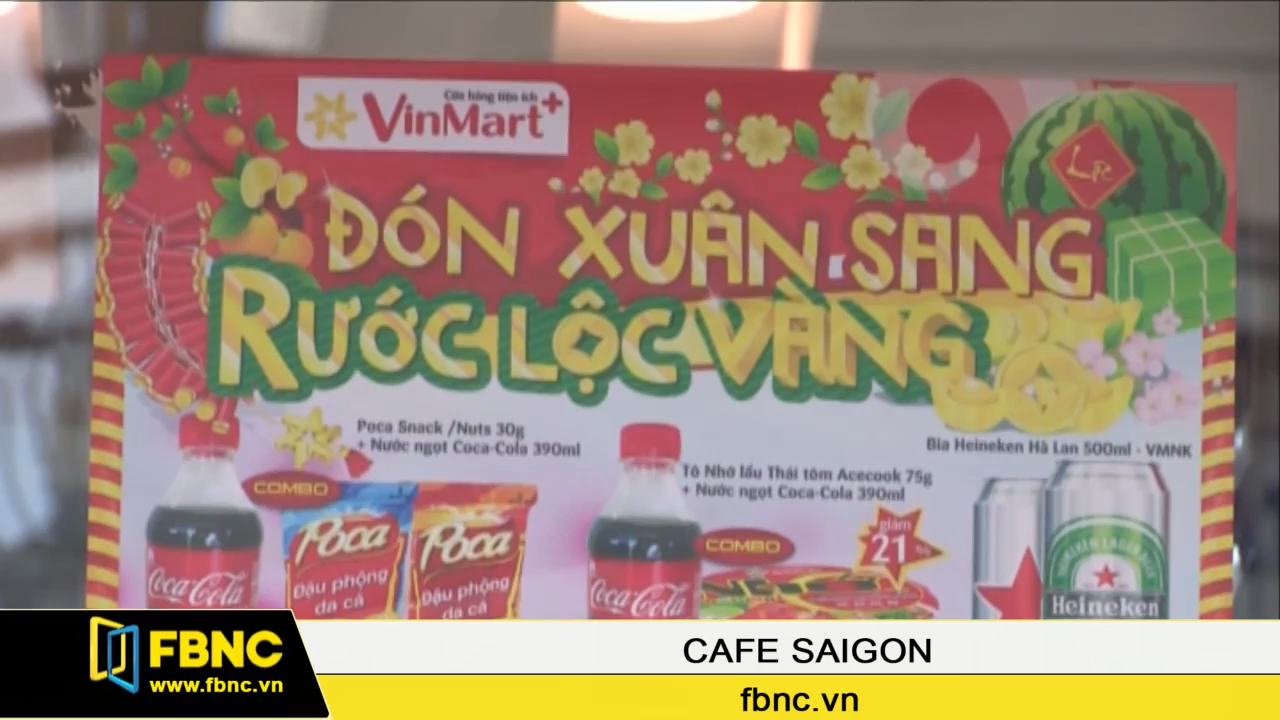 Cửa hàng tiện ích
VinMart+
Lộc
ĐÓN XUÂN SANG
RƯỚC LỘC VÀNG
Poca Snack /Nuts 30g
+ Nước ngọt Coca-Cola 390ml
Bia Heineken Hà Lan 500ml - VMNK
Tô Nhớ lẩu Thái tôm Acecook 75g
+ Nước ngọt Coca-Cola 390ml
COMBO
Poca
Đậu phộng
da cá
Poca
Đậu phộng
da cá
COMBO
giảm
21
Coca-Cola
Coca-Cola
Heineken
FBNC
www.fbnc.vn
CAFE SAIGON
fbnc.vn